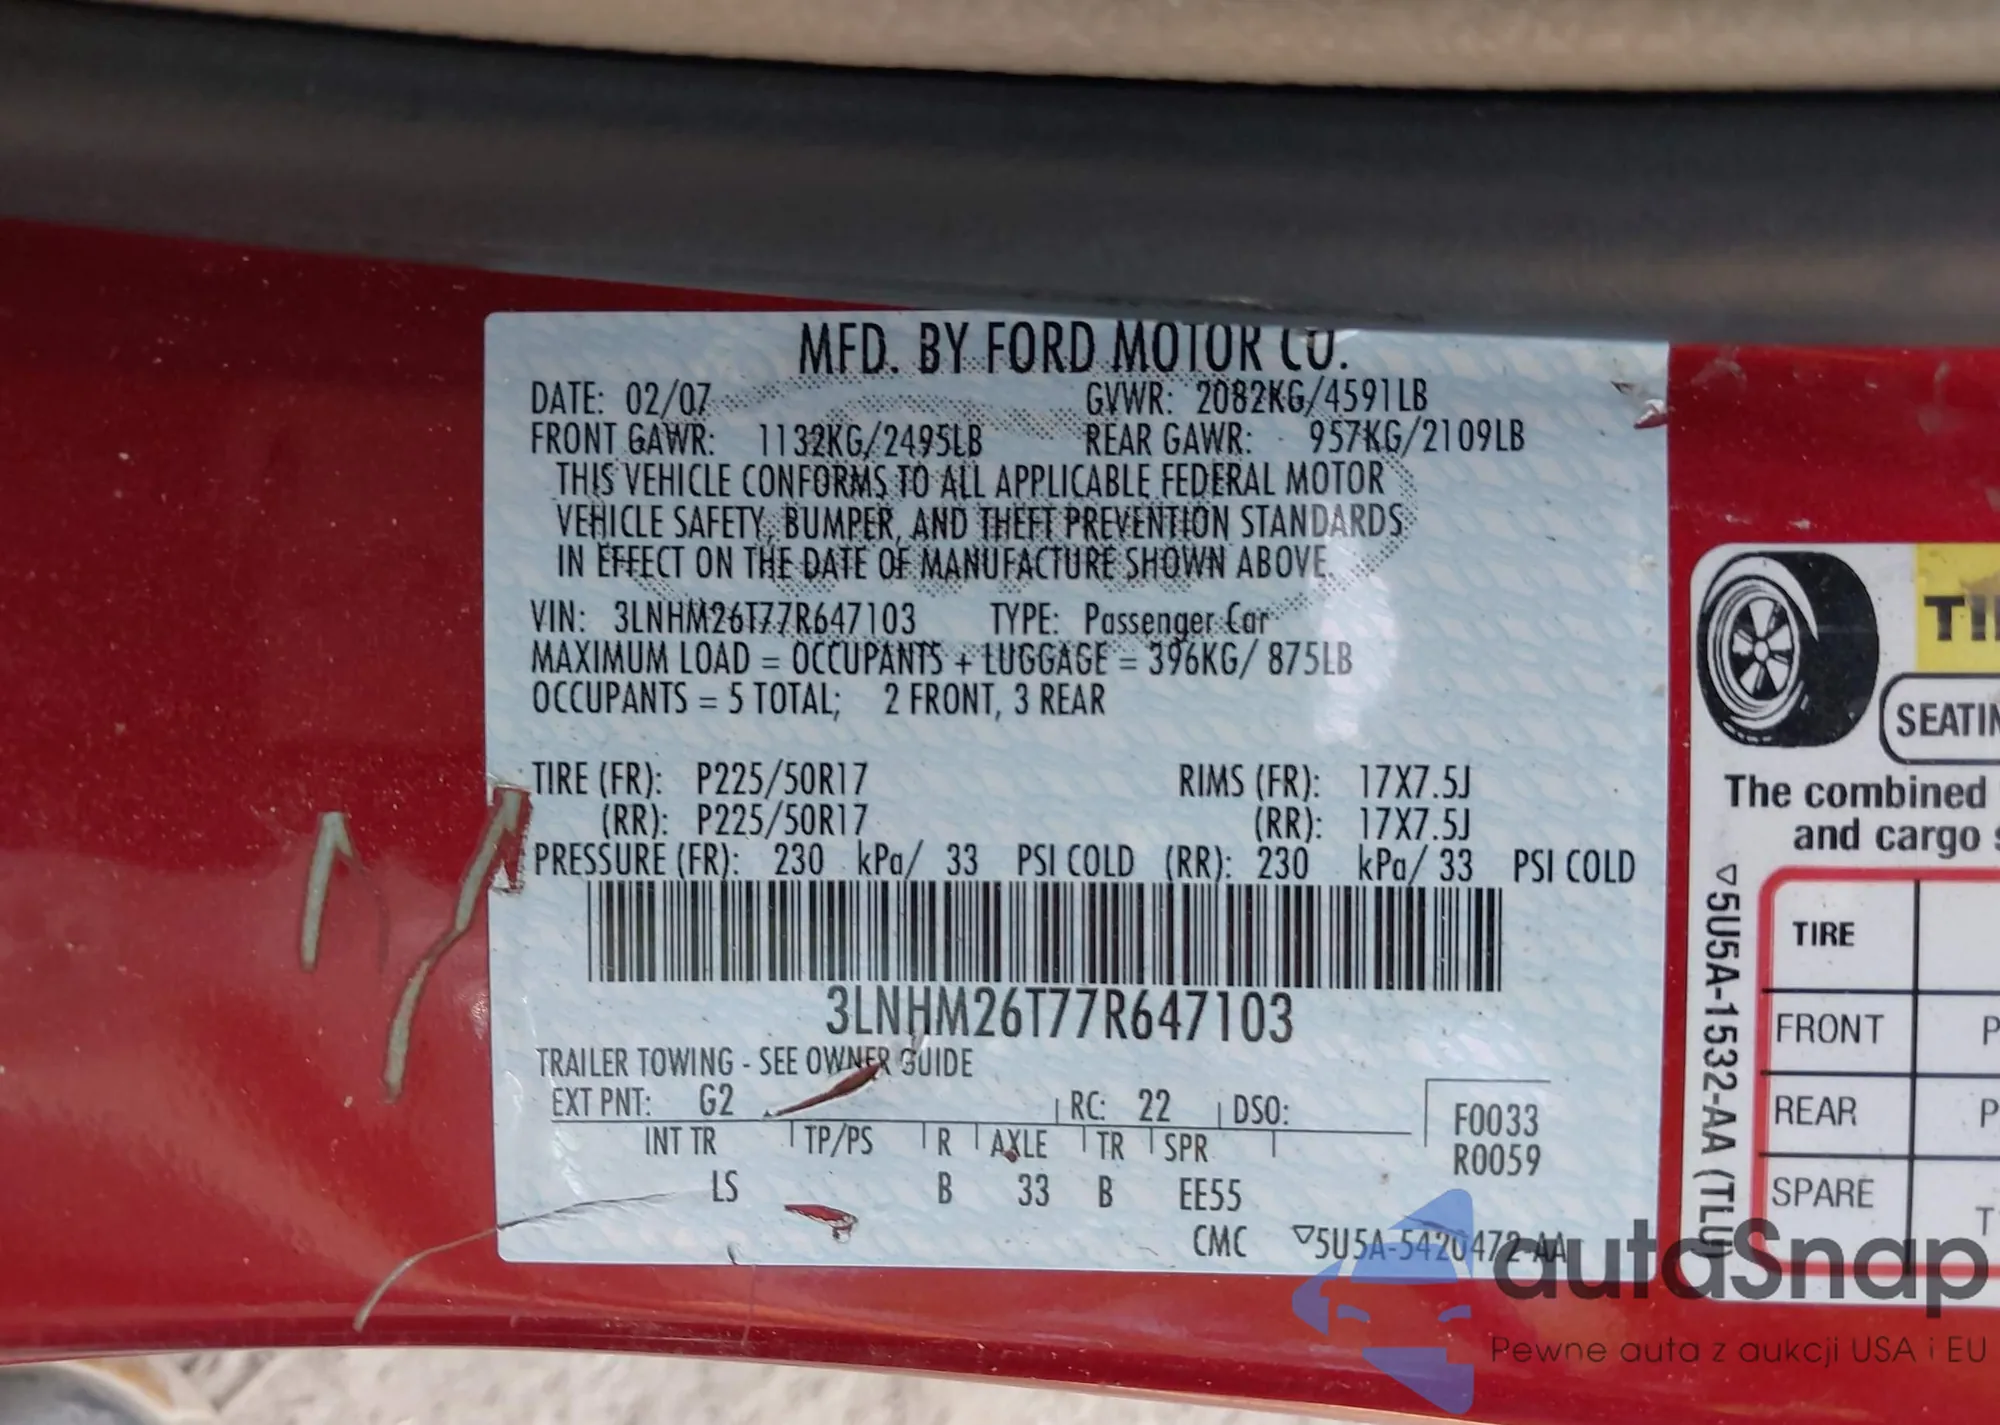 MFD. BY FORD MOTOR CO.
DATE: 02/07 GVWR: 2082KG/4591LB
FRONT GAWR: 1132KG/2495LB REAR GAWR: 957KG/2109LB
THIS VEHICLE CONFORMS TO ALL APPLICABLE FEDERAL MOTOR
VEHICLE SAFETY, BUMPER, AND THEFT PREVENTION STANDARDS
IN EFFECT ON THE DATE OF MANUFACTURE SHOWN ABOVE.
VIN: 3LNHM26T77R647103 TYPE: Passenger Car
MAXIMUM LOAD = OCCUPANTS + LUGGAGE = 396KG/ 875LB
OCCUPANTS = 5 TOTAL; 2 FRONT, 3 REAR
TIRE (FR): P225/50R17 RIMS (FR): 17X7.5J
(RR): P225/50R17 (RR): 17X7.5J
PRESSURE (FR): 230 kPa/ 33 PSI COLD (RR): 230 kPa/ 33 PSI COLD
3LNHM26T77R647103
TRAILER TOWING - SEE OWNER GUIDE
EXT PNT: G2 RC: 22 DSO:
INT TR TP/PS R AXLE TR SPR
LS B 33 B EE55
F0033
R0059
CMC ▽5U5A-5420472-AA
TI
SEATIN
The combined
and cargo s
▽5U5A-1532-AA (TLU)
TIRE
FRONT P
REAR P
SPARE T
autoSnap
Pewne auta z aukcji USA i EU